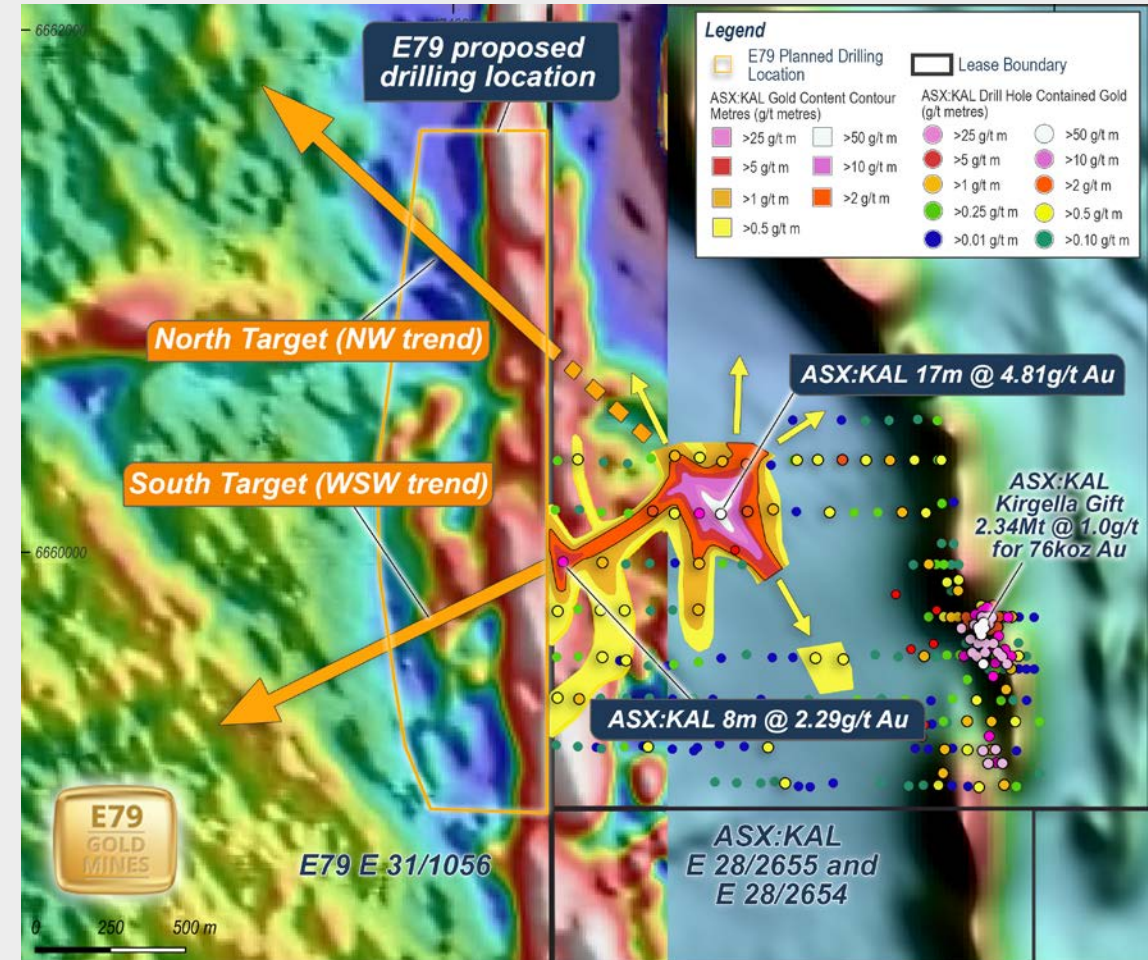 6662000
E79 proposed
drilling location
Legend
E79 Planned Drilling
Location
Lease Boundary
ASX:KAL Gold Content Contour
Metres (g/t metres)
>25 g/t m
>50 g/t m
>5 g/t m
>10 g/t m
>1 g/t m
>2 g/t m
>0.5 g/t m
ASX:KAL Drill Hole Contained Gold
(g/t metres)
>25 g/t m
>50 g/t m
>5 g/t m
>10 g/t m
>1 g/t m
>2 g/t m
>0.25 g/t m
>0.5 g/t m
>0.01 g/t m
>0.10 g/t m
North Target (NW trend)
ASX:KAL 17m @ 4.81g/t Au
South Target (WSW trend)
ASX:KAL
Kirgella Gift
2.34Mt @ 1.0g/t
for 76koz Au
6660000
ASX:KAL 8m @ 2.29g/t Au
E79
GOLD
MINES
E79 E 31/1056
ASX:KAL
E 28/2655 and
E 28/2654
0 250 500 m